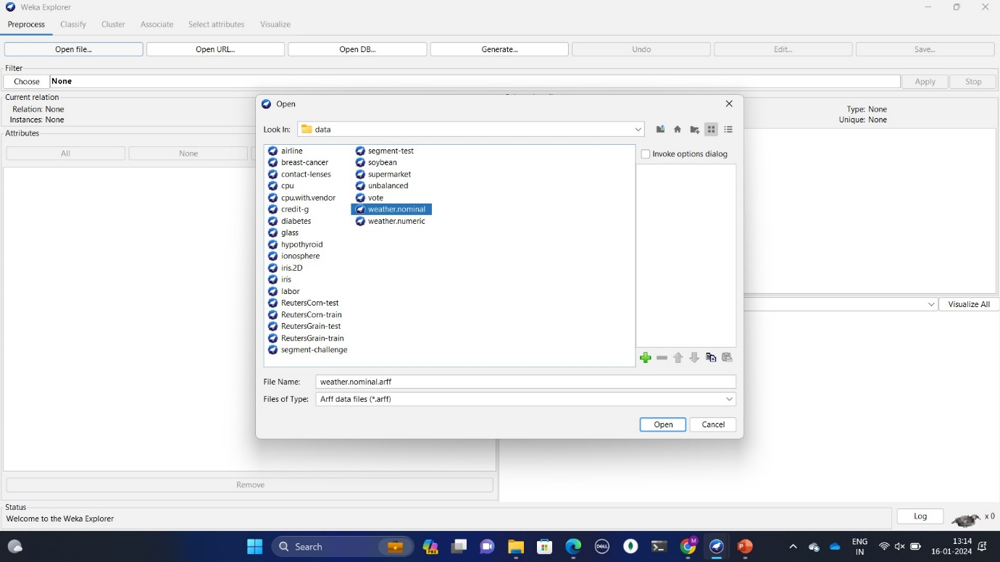 Weka Explorer
Preprocess Classify Cluster Associate Select attributes Visualize
Open file... Open URL... Open DB... Generate... Undo Edit... Save...
Filter
Choose None Apply Stop
Current relation
Relation: None
Instances: None
Type: None
Unique: None
Attributes
All None
Open
Look In: data
Invoke options dialog
airline
breast-cancer
contact-lenses
cpu
cpu.with.vendor
credit-g
diabetes
glass
hypothyroid
ionosphere
iris.2D
iris
labor
ReutersCorn-test
ReutersCorn-train
ReutersGrain-test
ReutersGrain-train
segment-challenge
segment-test
soybean
supermarket
unbalanced
vote
weather.nominal
weather.numeric
File Name: weather.nominal.arff
Files of Type: Arff data files (*.arff)
Open Cancel
Visualize All
Remove
Status
Welcome to the Weka Explorer
Log x 0
Search
PRE
DELL
M
ENG
IN
13:14
16-01-2024